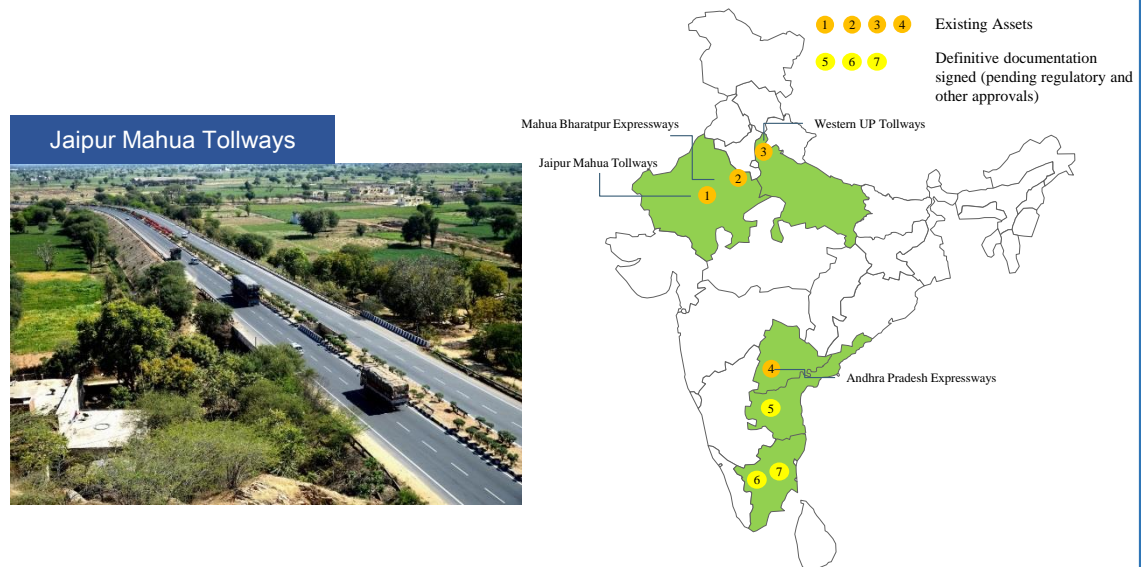 Jaipur Mahua Tollways
1 2 3 4 Existing Assets
5 6 7 Definitive documentation
signed (pending regulatory and
other approvals)
Mahua Bharatpur Expressways
Western UP Tollways
Jaipur Mahua Tollways
3
2
1
4
Andhra Pradesh Expressways
5
7
6